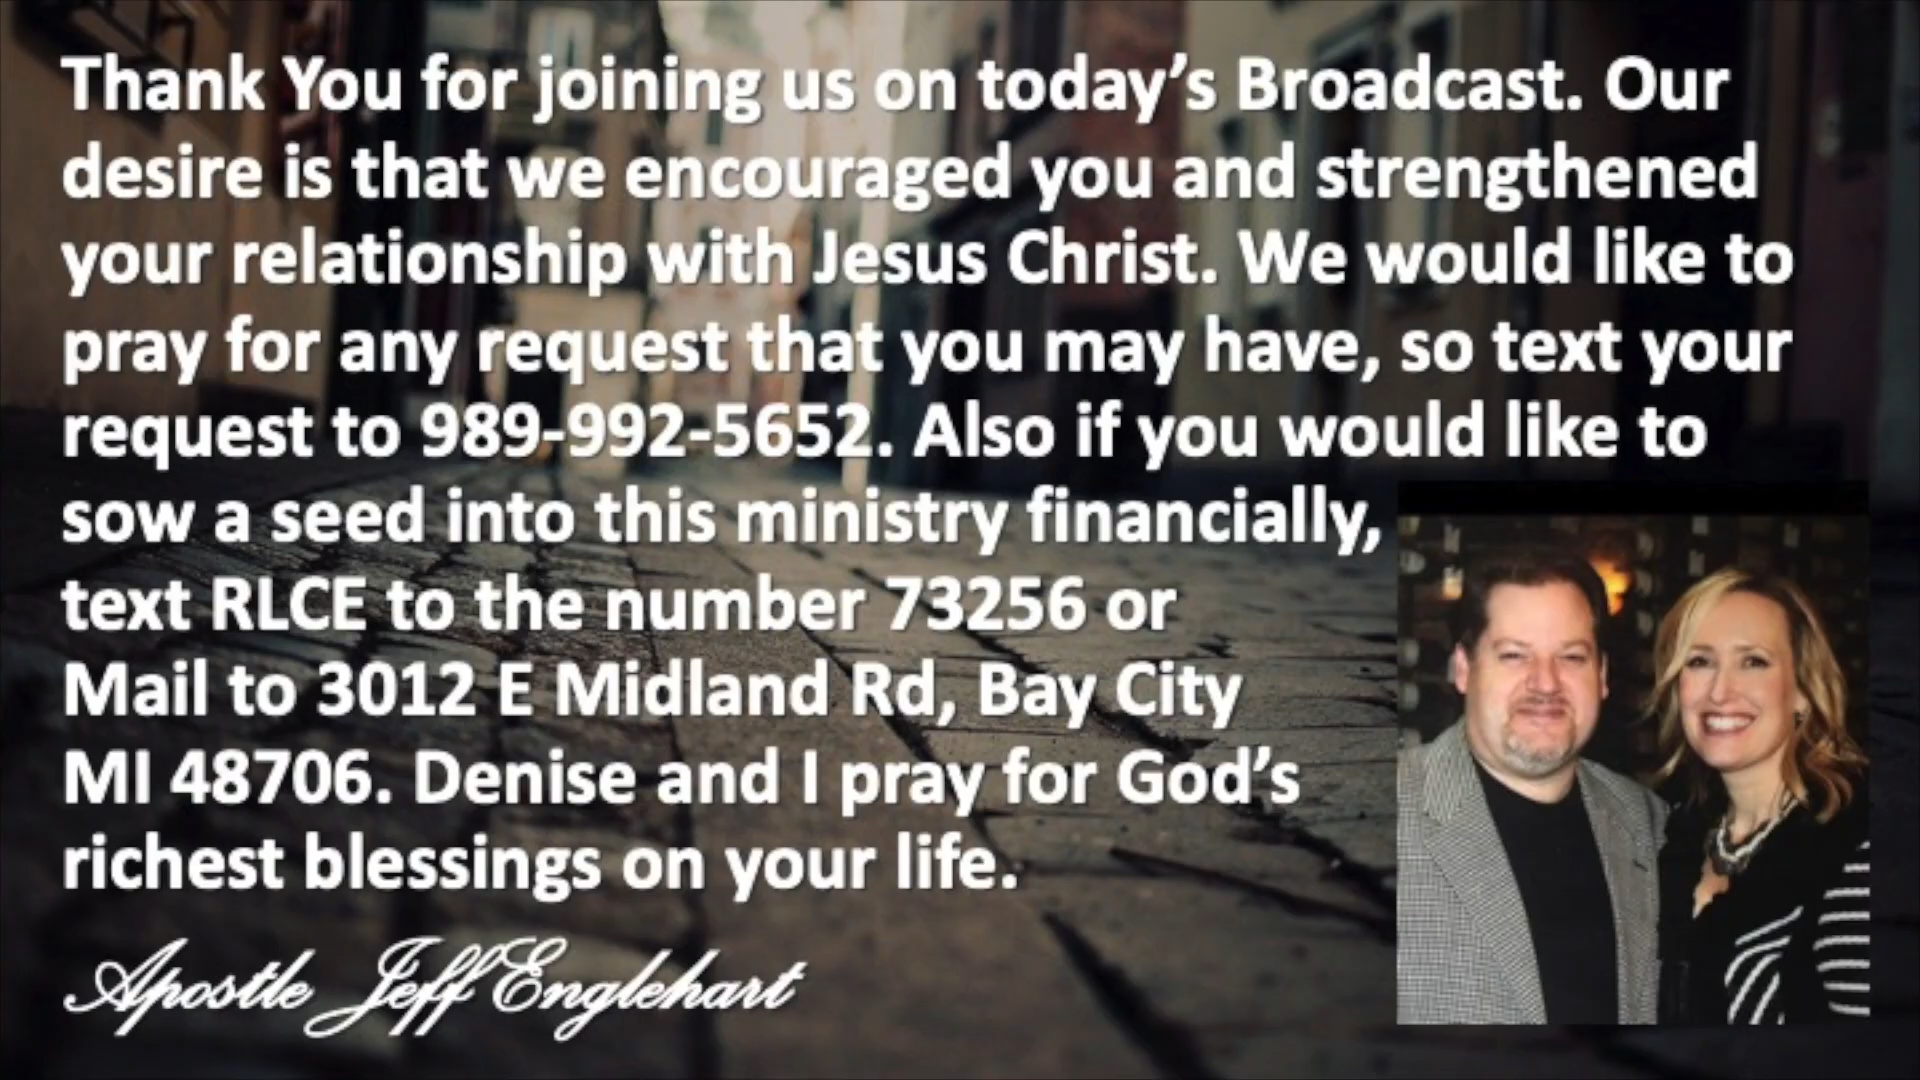 Thank You for joining us on today’s Broadcast. Our
desire is that we encouraged you and strengthened
your relationship with Jesus Christ. We would like to
pray for any request that you may have, so text your
request to 989-992-5652. Also if you would like to
sow a seed into this ministry financially,
text RLCE to the number 73256 or
Mail to 3012 E Midland Rd, Bay City
MI 48706. Denise and I pray for God’s
richest blessings on your life.
Apostle Jeff Englehart